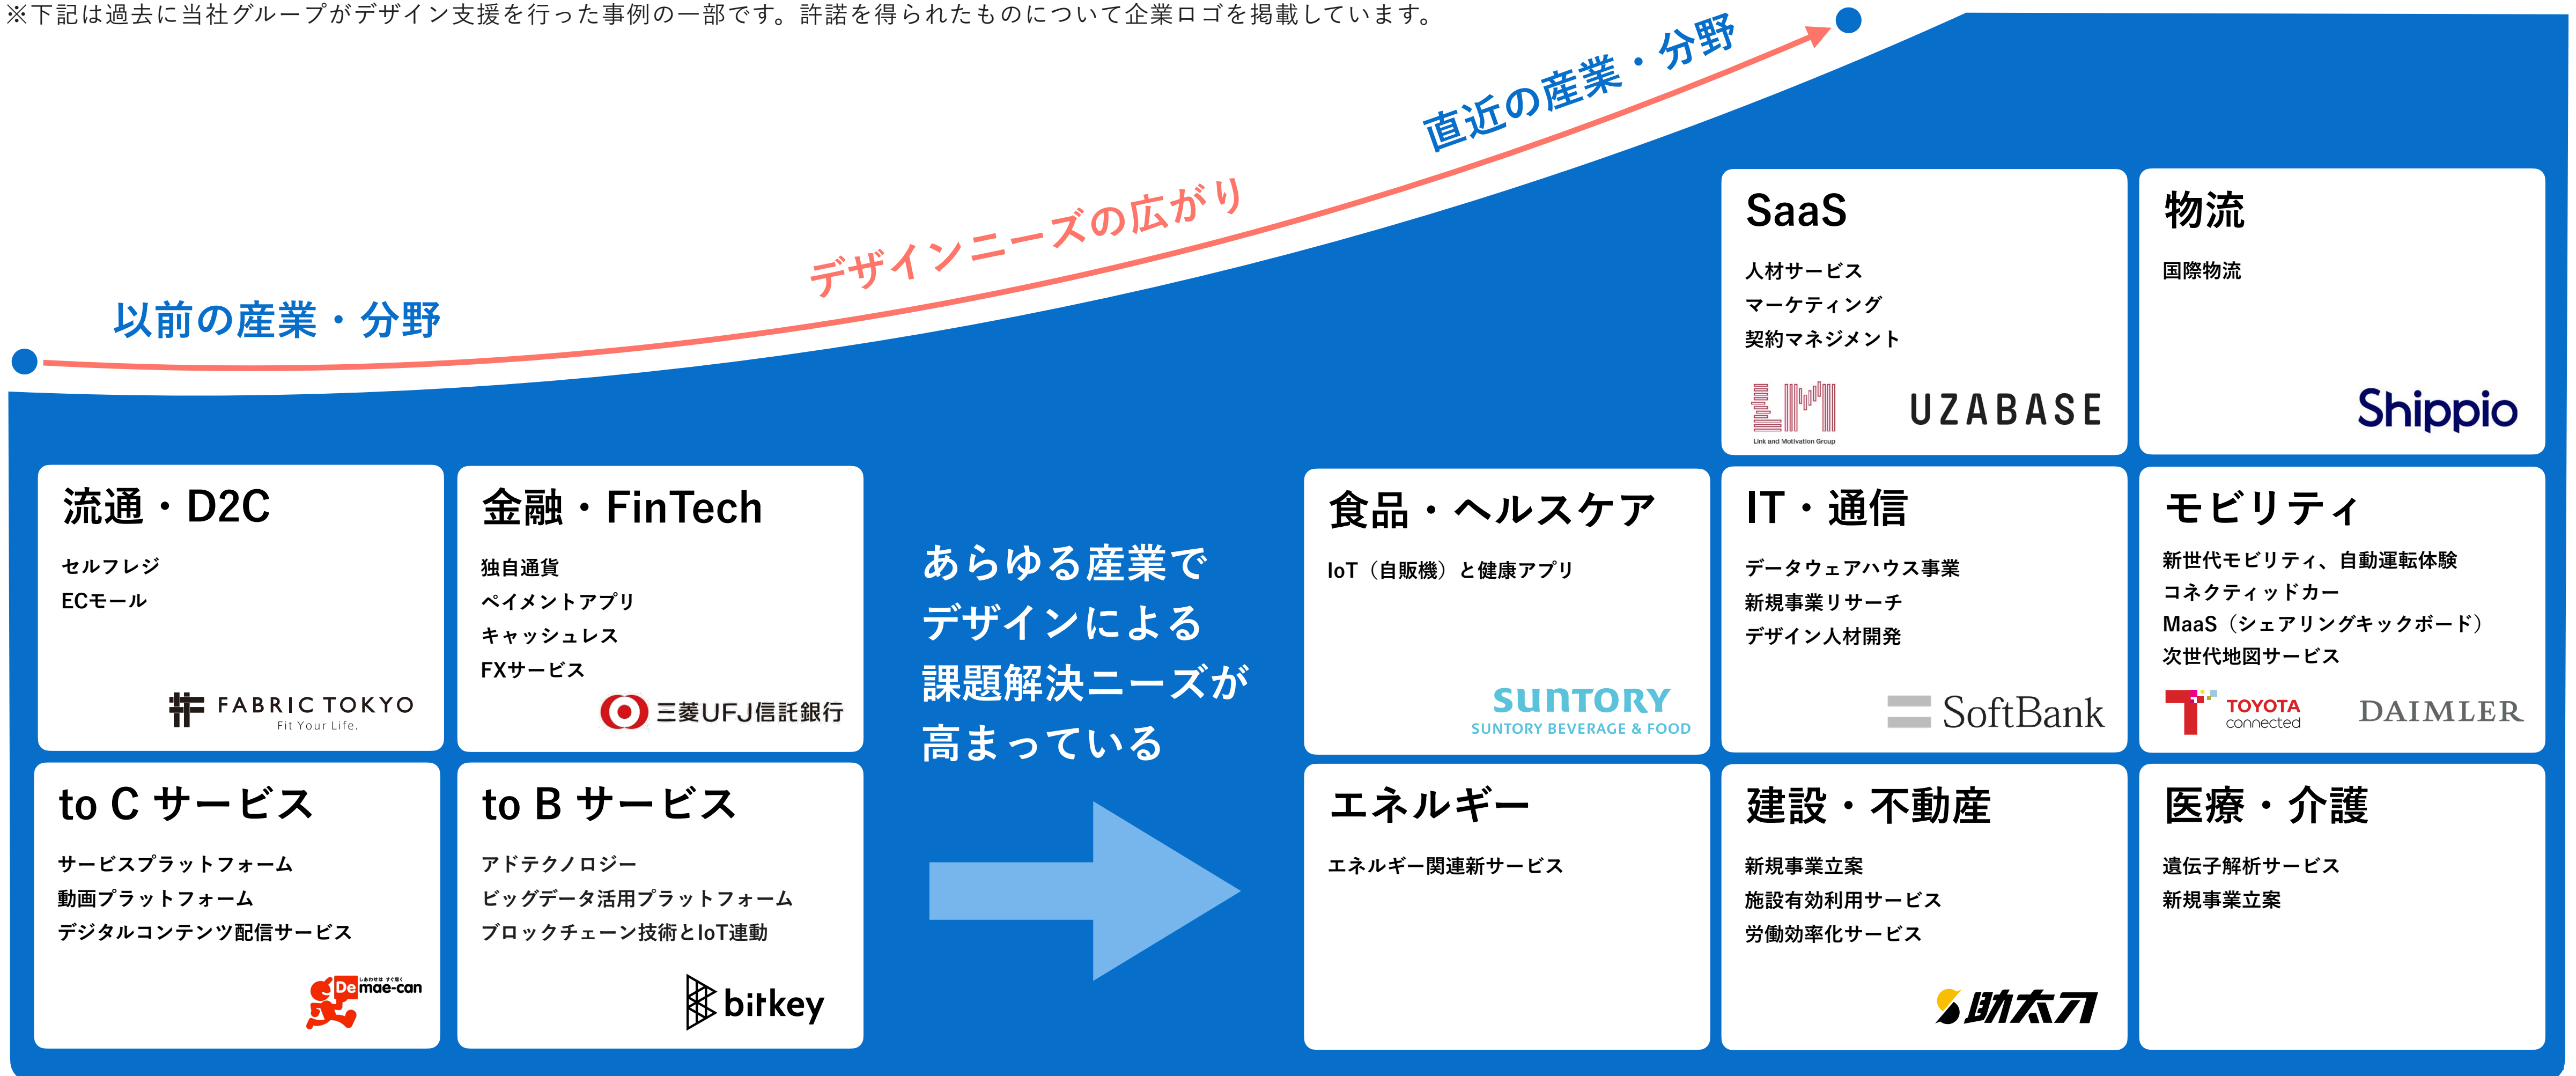 ※下記は過去に当社グループがデザイン支援を行った事例の一部です。許諾を得られたものについて企業ロゴを掲載しています。
以前の産業・分野
デザインニーズの広がり
直近の産業・分野
流通・D2C
セルフレジ
ECモール
FABRIC TOKYO
Fit Your Life.
金融・FinTech
独自通貨
ペイメントアプリ
キャッシュレス
FXサービス
三菱UFJ信託銀行
to C サービス
サービスプラットフォーム
動画プラットフォーム
デジタルコンテンツ配信サービス
しあわせは すぐ届く
Demae-can
to B サービス
アドテクノロジー
ビッグデータ活用プラットフォーム
ブロックチェーン技術とIoT連動
bitkey
あらゆる産業で
デザインによる
課題解決ニーズが
高まっている
SaaS
人材サービス
マーケティング
契約マネジメント
LM
Link and Motivation Group
UZABASE
物流
国際物流
Shippio
食品・ヘルスケア
IoT（自販機）と健康アプリ
SUNTORY
SUNTORY BEVERAGE & FOOD
IT・通信
データウェアハウス事業
新規事業リサーチ
デザイン人材開発
SoftBank
モビリティ
新世代モビリティ、自動運転体験
コネクティッドカー
MaaS（シェアリングキックボード）
次世代地図サービス
TOYOTA
connected
DAIMLER
エネルギー
エネルギー関連新サービス
建設・不動産
新規事業立案
施設有効利用サービス
労働効率化サービス
助太刀
医療・介護
遺伝子解析サービス
新規事業立案